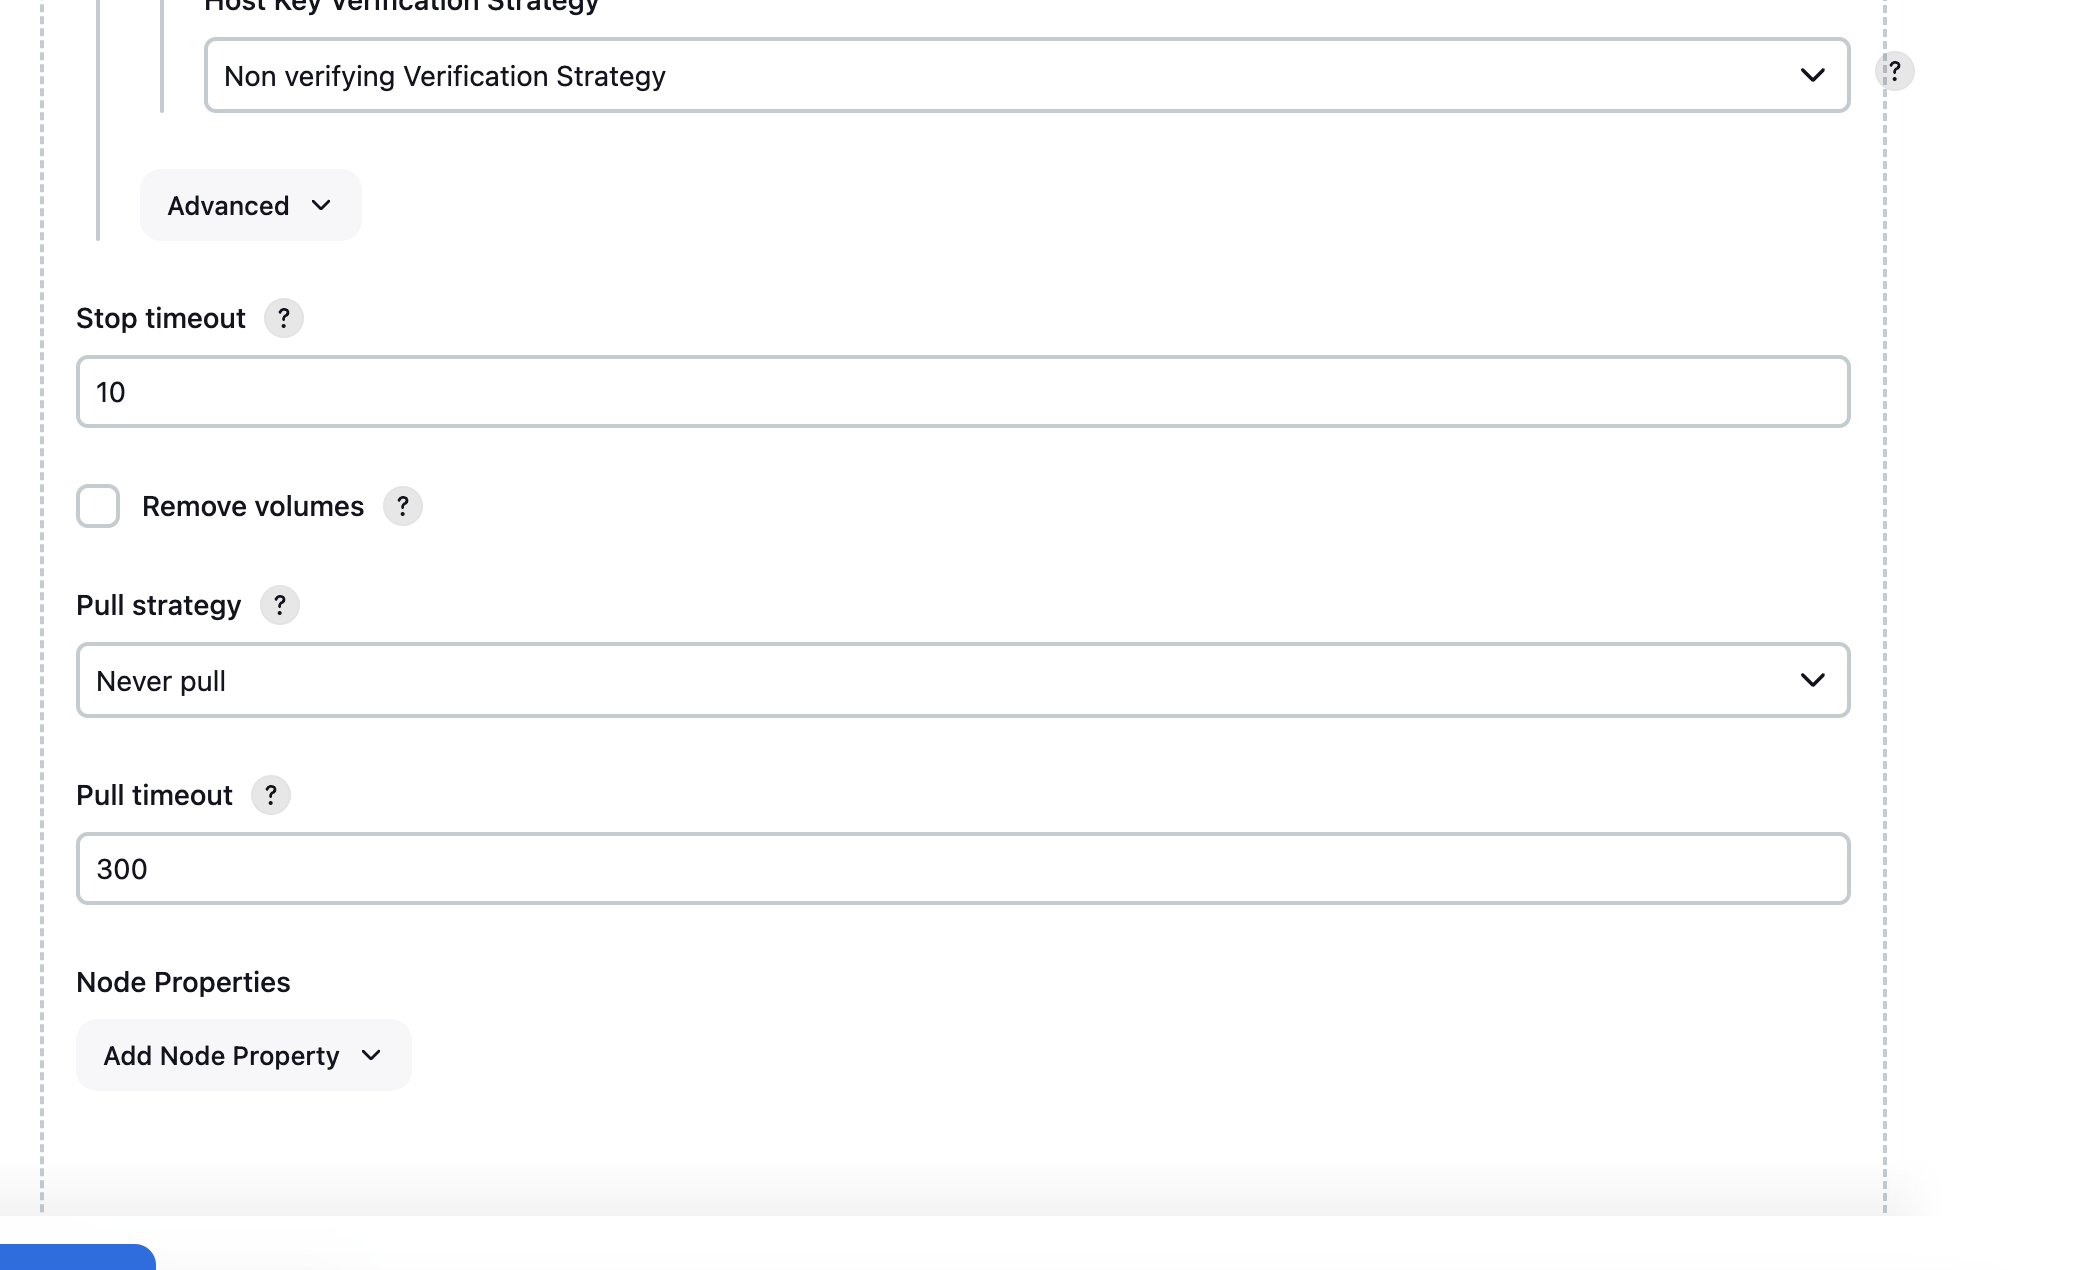 Host Key Verification Strategy
Non verifying Verification Strategy
?
Advanced
Stop timeout ?
10
Remove volumes ?
Pull strategy ?
Never pull
Pull timeout ?
300
Node Properties
Add Node Property